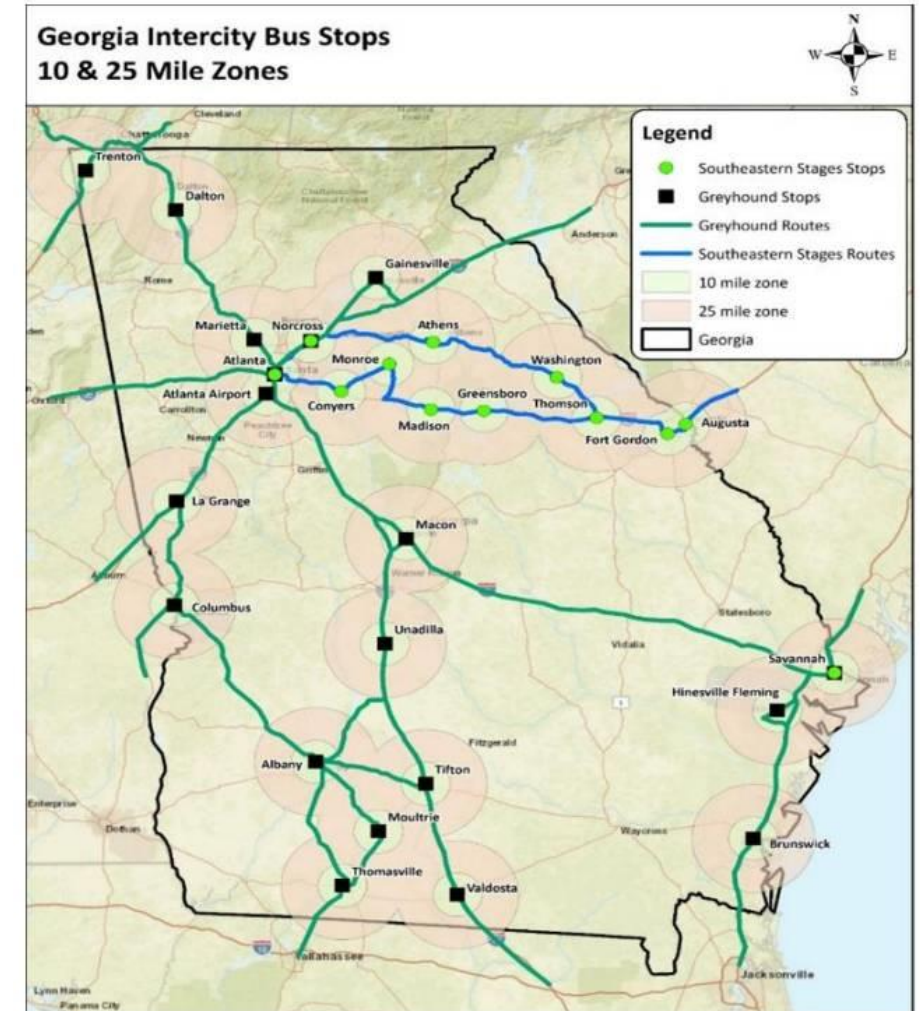 Georgia Intercity Bus Stops
10 & 25 Mile Zones
N
W
E
S
Legend
Southeastern Stages Stops
Greyhound Stops
Greyhound Routes
Southeastern Stages Routes
10 mile zone
25 mile zone
Georgia
Cleveland
Trenton
Dalton
Dalton
Anderson
Gainesville
Rome
Marietta
Norcross
Athens
Atlanta
Monroe
Washington
Atlanta Airport
Conyers
Greensboro
Thomson
Carrollton
Peachtree
City
Madison
Fort Gordon
Augusta
Griffin
La Grange
Macon
Auburn
Columbus
Statesboro
Unadilla
Vidalia
Savannah
Hinesville Fleming
Fitzgerald
Albany
Tifton
Enterprise
Dothan
Moultrie
Waycross
Brunswick
Thomasville
Valdosta
Jacksonville
Lynn Haven
Panama City